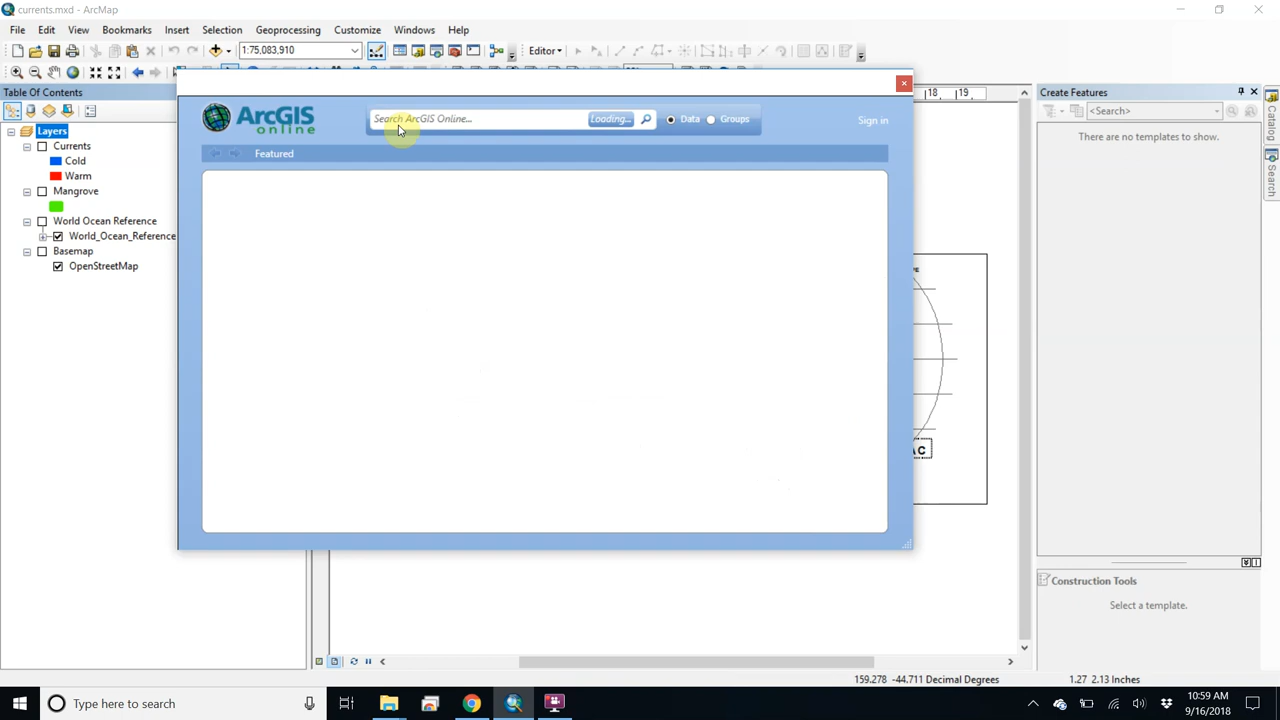 currents.mxd - ArcMap
File Edit View Bookmarks Insert Selection Geoprocessing Customize Windows Help
1:75,083,910
Editor
Table Of Contents
18 19
Create Features
ArcGIS online
Search ArcGIS Online...
Loading...
Data
Groups
Sign in
<Search>
Layers
There are no templates to show.
Catalog
Currents
Featured
Cold
Warm
Search
Mangrove
World Ocean Reference
World_Ocean_Reference
Basemap
OpenStreetMap
Construction Tools
Select a template.
159.278 -44.711 Decimal Degrees
1.27 2.13 Inches
Type here to search
10:59 AM
9/16/2018